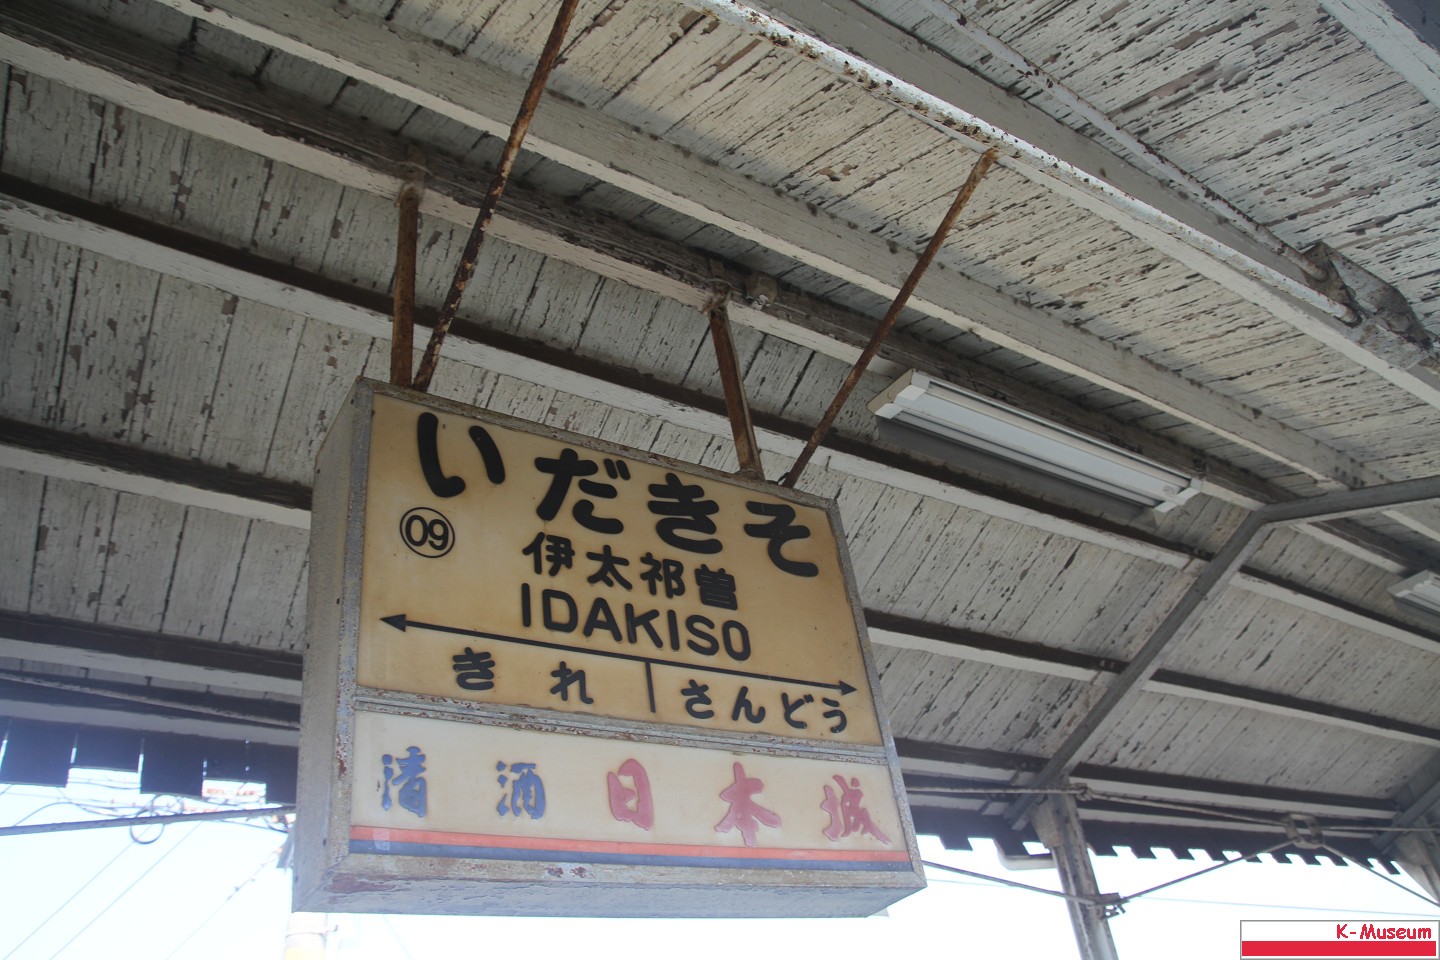 いだきそ
09
伊太祁曽
IDAKISO
きれ さんどう
清酒 日本城
K-Museum